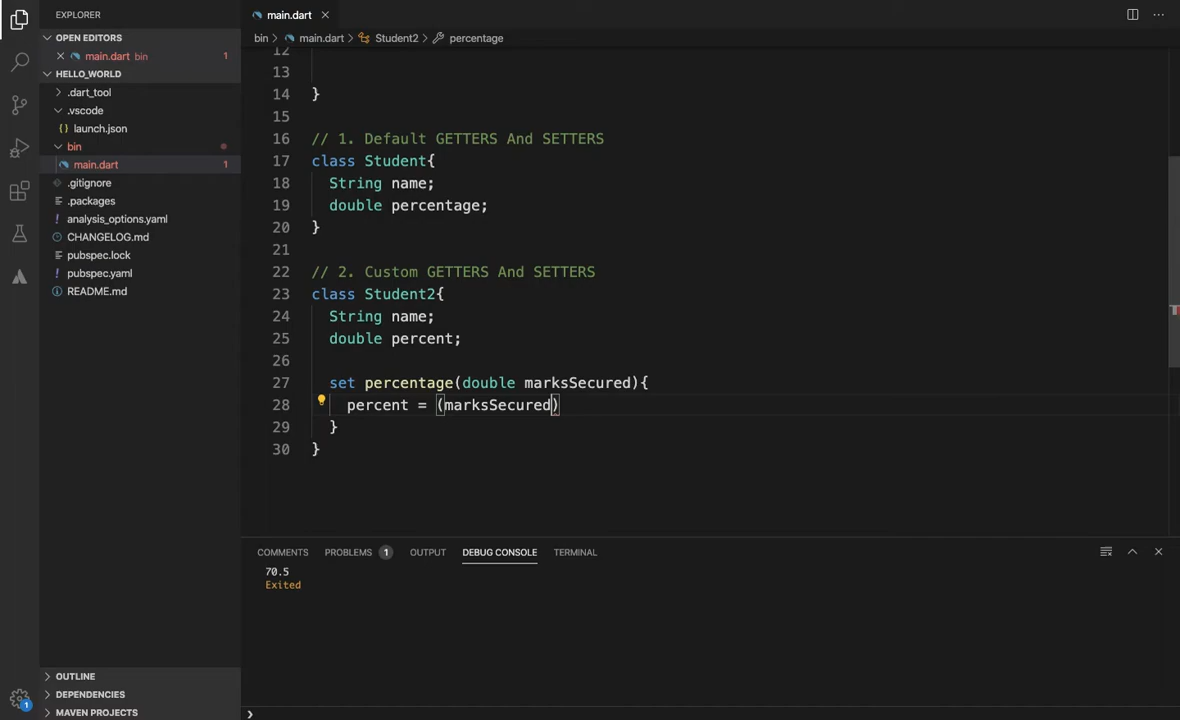 EXPLORER
OPEN EDITORS
main.dart bin 1
HELLO_WORLD
.dart_tool
.vscode
launch.json
bin
main.dart 1
.gitignore
.packages
analysis_options.yaml
CHANGELOG.md
pubspec.lock
pubspec.yaml
README.md
OUTLINE
DEPENDENCIES
MAVEN PROJECTS
1
main.dart
bin > main.dart > Student2 > percentage
12
13
14 }
15
16 // 1. Default GETTERS And SETTERS
17 class Student{
18 String name;
19 double percentage;
20 }
21
22 // 2. Custom GETTERS And SETTERS
23 class Student2{
24 String name;
25 double percent;
26
27 set percentage(double marksSecured){
28 percent = (marksSecured)
29 }
30 }
COMMENTS PROBLEMS 1 OUTPUT DEBUG CONSOLE TERMINAL
70.5
Exited